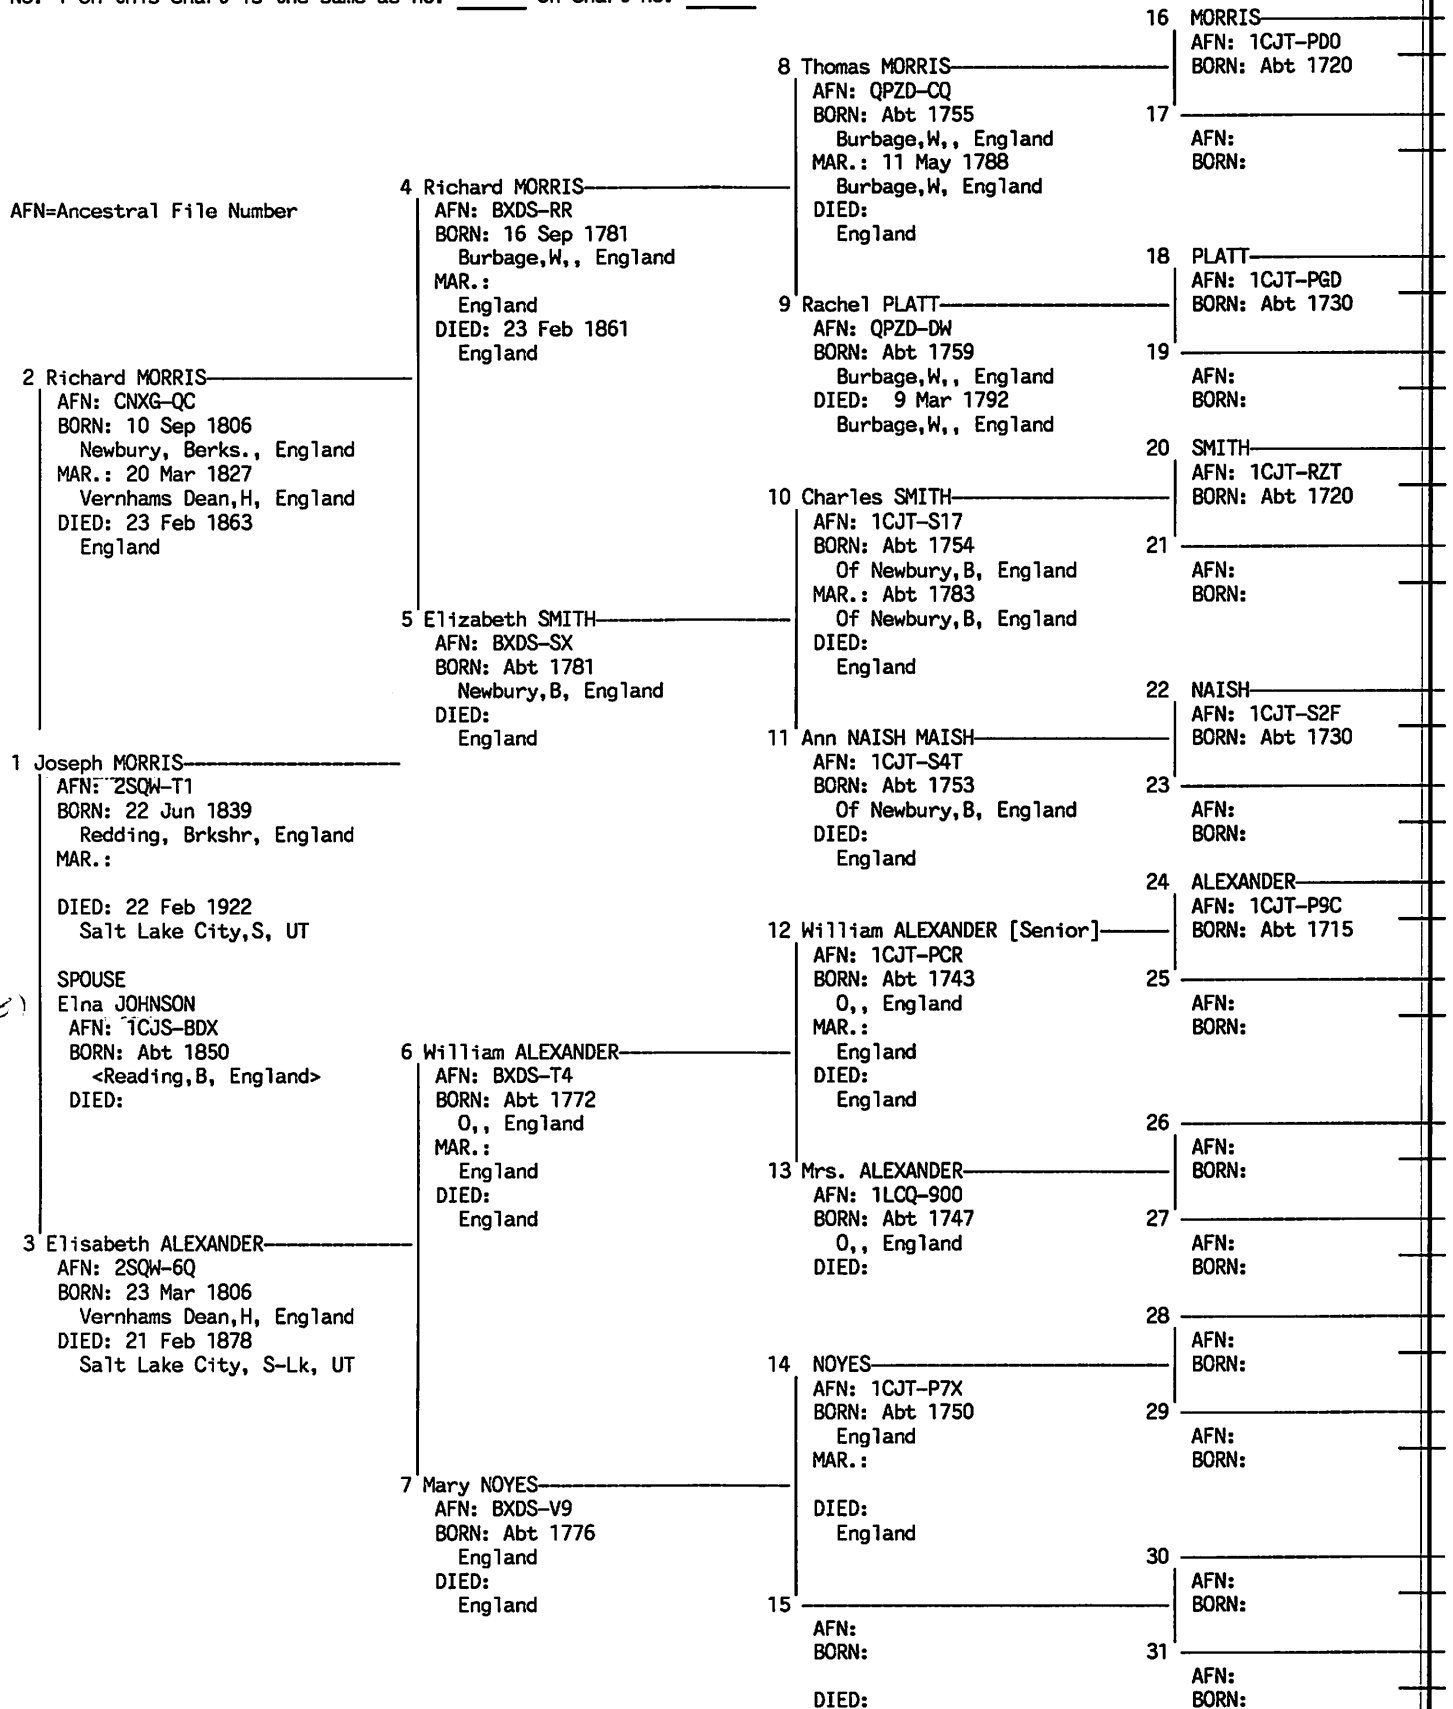 AFN=Ancestral File Number
1 Joseph MORRIS
AFN: 2SQW-T1
BORN: 22 Jun 1839
Redding, Brkshr, England
MAR.:
DIED: 22 Feb 1922
Salt Lake City,S, UT
SPOUSE
Elna JOHNSON
AFN: 1CJS-BDX
BORN: Abt 1850
<Reading,B, England>
DIED:
2 Richard MORRIS
AFN: CNXG-QC
BORN: 10 Sep 1806
Newbury, Berks., England
MAR.: 20 Mar 1827
Vernhams Dean,H, England
DIED: 23 Feb 1863
England
3 Elisabeth ALEXANDER
AFN: 2SQW-6Q
BORN: 23 Mar 1806
Vernhams Dean,H, England
DIED: 21 Feb 1878
Salt Lake City, S-Lk, UT
4 Richard MORRIS
AFN: BXDS-RR
BORN: 16 Sep 1781
Burbage,W,, England
MAR.:
England
DIED: 23 Feb 1861
England
5 Elizabeth SMITH
AFN: BXDS-SX
BORN: Abt 1781
Newbury,B, England
DIED:
England
6 William ALEXANDER
AFN: BXDS-T4
BORN: Abt 1772
O,, England
MAR.:
England
DIED:
England
7 Mary NOYES
AFN: BXDS-V9
BORN: Abt 1776
England
DIED:
England
8 Thomas MORRIS
AFN: QPZD-CQ
BORN: Abt 1755
Burbage,W,, England
MAR.: 11 May 1788
Burbage,W, England
DIED:
England
9 Rachel PLATT
AFN: QPZD-DW
BORN: Abt 1759
Burbage,W,, England
DIED: 9 Mar 1792
Burbage,W,, England
10 Charles SMITH
AFN: 1CJT-S17
BORN: Abt 1754
Of Newbury,B, England
MAR.: Abt 1783
Of Newbury,B, England
DIED:
England
11 Ann NAISH MAISH
AFN: 1CJT-S4T
BORN: Abt 1753
Of Newbury,B, England
DIED:
England
12 William ALEXANDER [Senior]
AFN: 1CJT-PCR
BORN: Abt 1743
O,, England
MAR.:
England
DIED:
England
13 Mrs. ALEXANDER
AFN: 1LCQ-900
BORN: Abt 1747
O,, England
DIED:
14 NOYES
AFN: 1CJT-P7X
BORN: Abt 1750
England
MAR.:
DIED:
England
15
AFN:
BORN:
DIED:
16 MORRIS
AFN: 1CJT-PD0
BORN: Abt 1720
17
AFN:
BORN:
18 PLATT
AFN: 1CJT-PGD
BORN: Abt 1730
19
AFN:
BORN:
20 SMITH
AFN: 1CJT-RZT
BORN: Abt 1720
21
AFN:
BORN:
22 NAISH
AFN: 1CJT-S2F
BORN: Abt 1730
23
AFN:
BORN:
24 ALEXANDER
AFN: 1CJT-P9C
BORN: Abt 1715
25
AFN:
BORN:
26
AFN:
BORN:
27
AFN:
BORN:
28
AFN:
BORN:
29
AFN:
BORN:
30
AFN:
BORN:
31
AFN:
BORN: